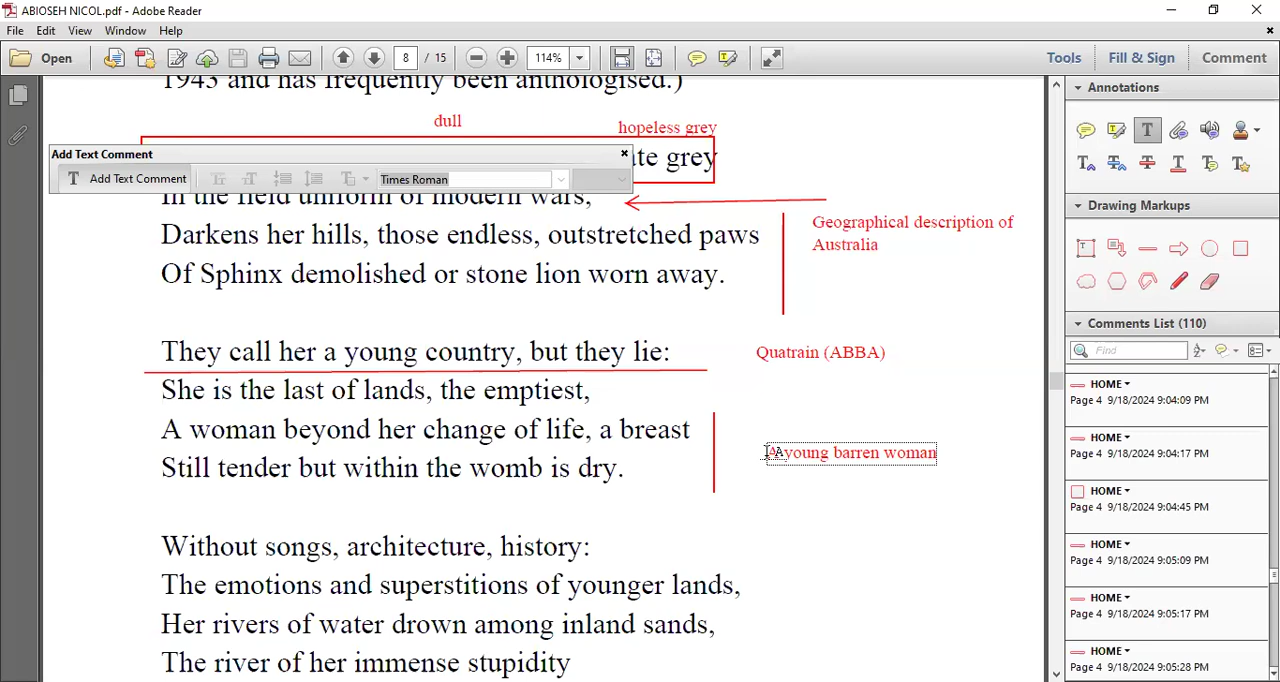 ABIOSEH NICOL.pdf - Adobe Reader
File Edit View Window Help
Open 8 / 15 114% Tools Fill & Sign Comment
1943 and has frequently been anthologised.)
dull
hopeless grey
ate grey
Add Text Comment
T Add Text Comment Times Roman
In the field uniform of modern wars,
Darkens her hills, those endless, outstretched paws
Of Sphinx demolished or stone lion worn away.
Geographical description of
Australia
They call her a young country, but they lie:
Quatrain (ABBA)
She is the last of lands, the emptiest,
A woman beyond her change of life, a breast
Still tender but within the womb is dry.
A young barren woman
Without songs, architecture, history:
The emotions and superstitions of younger lands,
Her rivers of water drown among inland sands,
The river of her immense stupidity
Annotations
Drawing Markups
Comments List (110)
Find
HOME
Page 4 9/18/2024 9:04:09 PM
HOME
Page 4 9/18/2024 9:04:17 PM
HOME
Page 4 9/18/2024 9:04:45 PM
HOME
Page 4 9/18/2024 9:05:09 PM
HOME
Page 4 9/18/2024 9:05:17 PM
HOME
Page 4 9/18/2024 9:05:28 PM